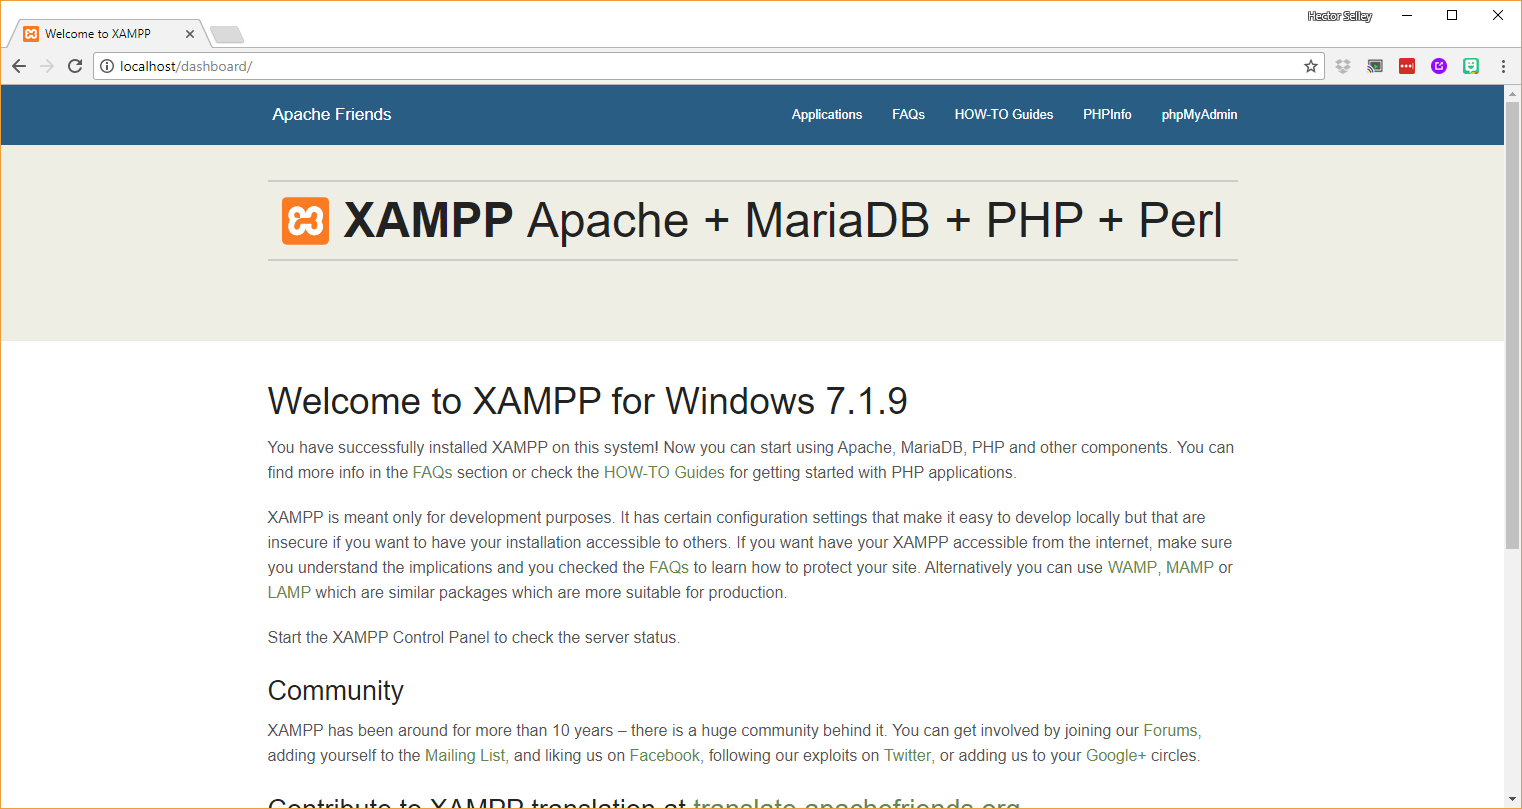 Hector Selley
Welcome to XAMPP
localhost/dashboard/
Apache Friends Applications FAQs HOW-TO Guides PHPInfo phpMyAdmin
XAMPP Apache + MariaDB + PHP + Perl
Welcome to XAMPP for Windows 7.1.9
You have successfully installed XAMPP on this system! Now you can start using Apache, MariaDB, PHP and other components. You can
find more info in the FAQs section or check the HOW-TO Guides for getting started with PHP applications.
XAMPP is meant only for development purposes. It has certain configuration settings that make it easy to develop locally but that are
insecure if you want to have your installation accessible to others. If you want have your XAMPP accessible from the internet, make sure
you understand the implications and you checked the FAQs to learn how to protect your site. Alternatively you can use WAMP, MAMP or
LAMP which are similar packages which are more suitable for production.
Start the XAMPP Control Panel to check the server status.
Community
XAMPP has been around for more than 10 years – there is a huge community behind it. You can get involved by joining our Forums,
adding yourself to the Mailing List, and liking us on Facebook, following our exploits on Twitter, or adding us to your Google+ circles.
Contribute to XAMPP translation at translate.apachefriends.org